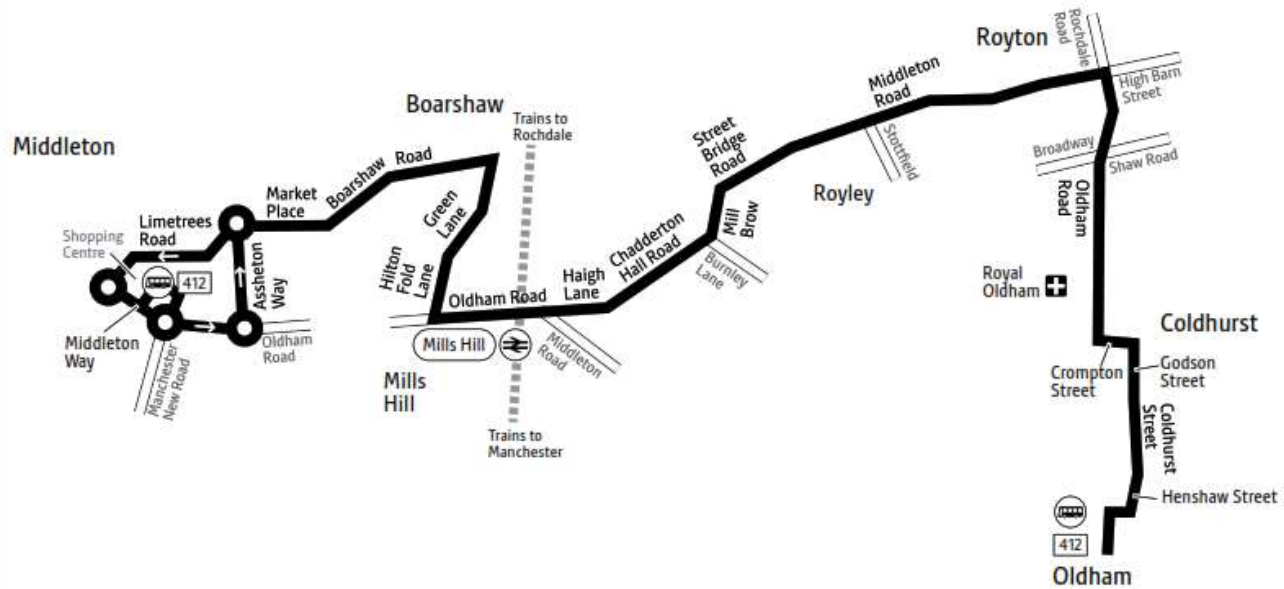 Royton
Rochdale
Road
High Barn
Street
Middleton
Road
Boarshaw
Trains to
Rochdale
Street
Bridge
Road
Stottfield
Broadway
Shaw Road
Middleton
Boarshaw
Road
Royley
Oldham
Road
Market
Place
Green
Lane
Mill
Brow
Limetrees
Road
Shopping
Centre
Chadderton
Hall Road
Burnley
Lane
412
Assheton
Way
Hilton
Fold
Lane
Haigh
Lane
Oldham Road
Royal
Oldham
Middleton
Way
Oldham
Road
Manchester
New Road
Mills Hill
Middleton
Road
Mills
Hill
Coldhurst
Crompton
Street
Godson
Street
Coldhurst
Street
Trains to
Manchester
Henshaw Street
412
Oldham